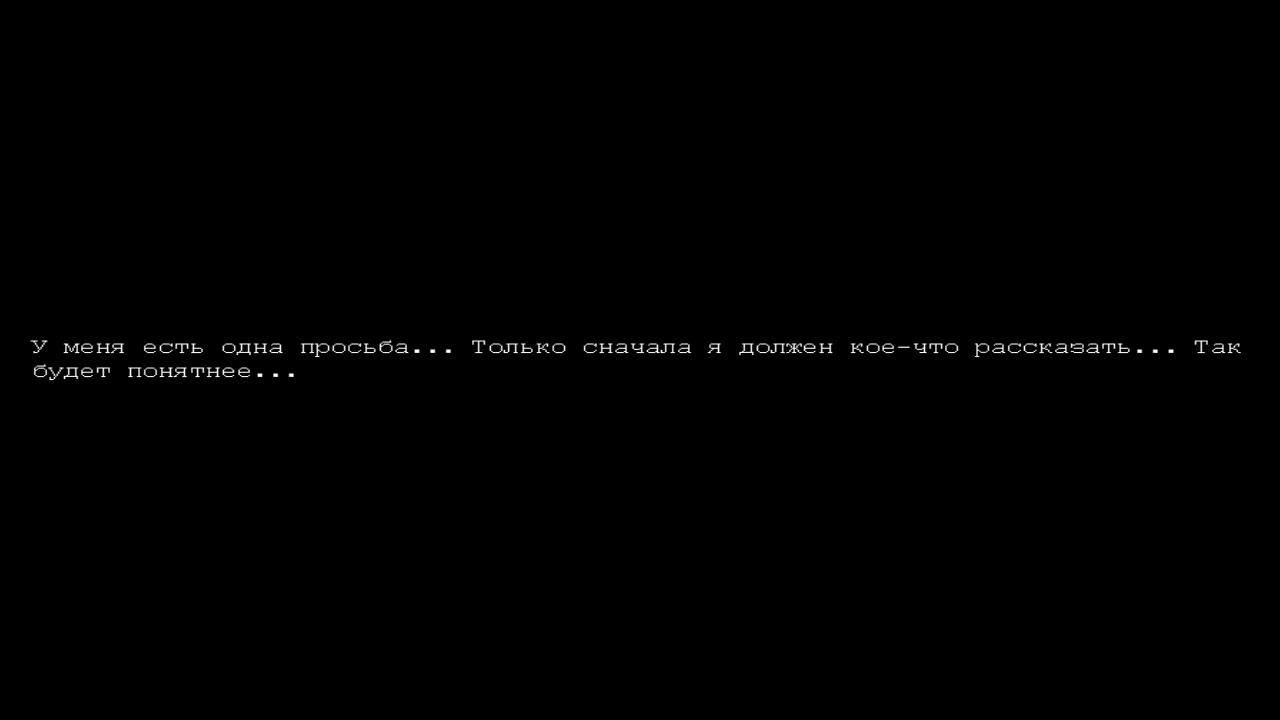 У меня есть одна просьба... Только сначала я должен кое-что рассказать... Так
будет понятнее...